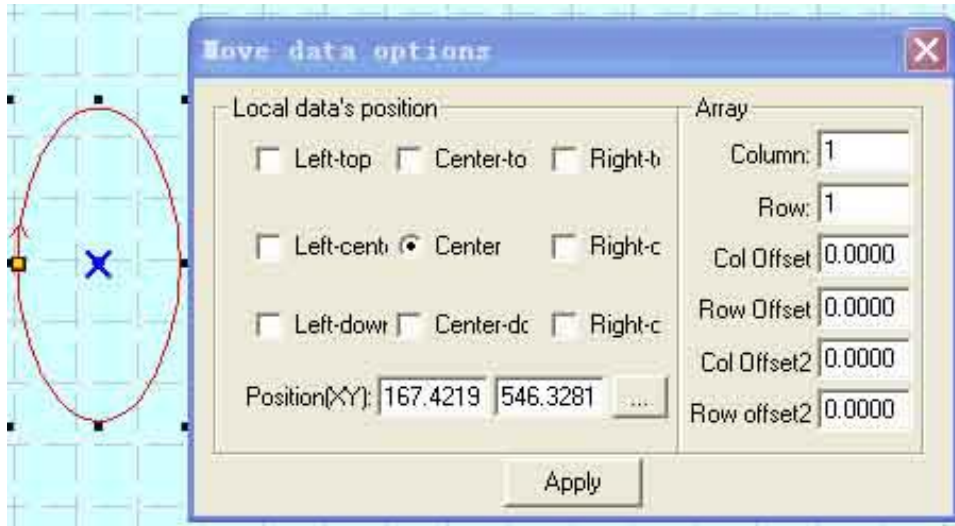 Move data options
Local data's position
Left-top Center-to Right-t
Left-cent Center Right-c
Left-down Center-dc Right-c
Position(XY): 167.4219 546.3281 ...
Array
Column: 1
Row: 1
Col Offset 0.0000
Row Offset 0.0000
Col Offset2 0.0000
Row offset2 0.0000
Apply